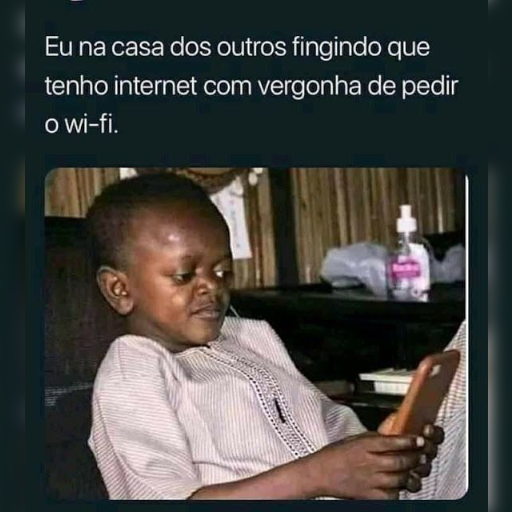 Eu na casa dos outros fingindo que
tenho internet com vergonha de pedir
o wi-fi.